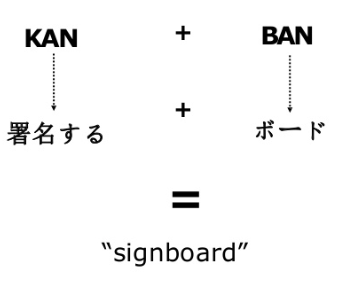 KAN + BAN
署名する + ボード
=
“signboard”